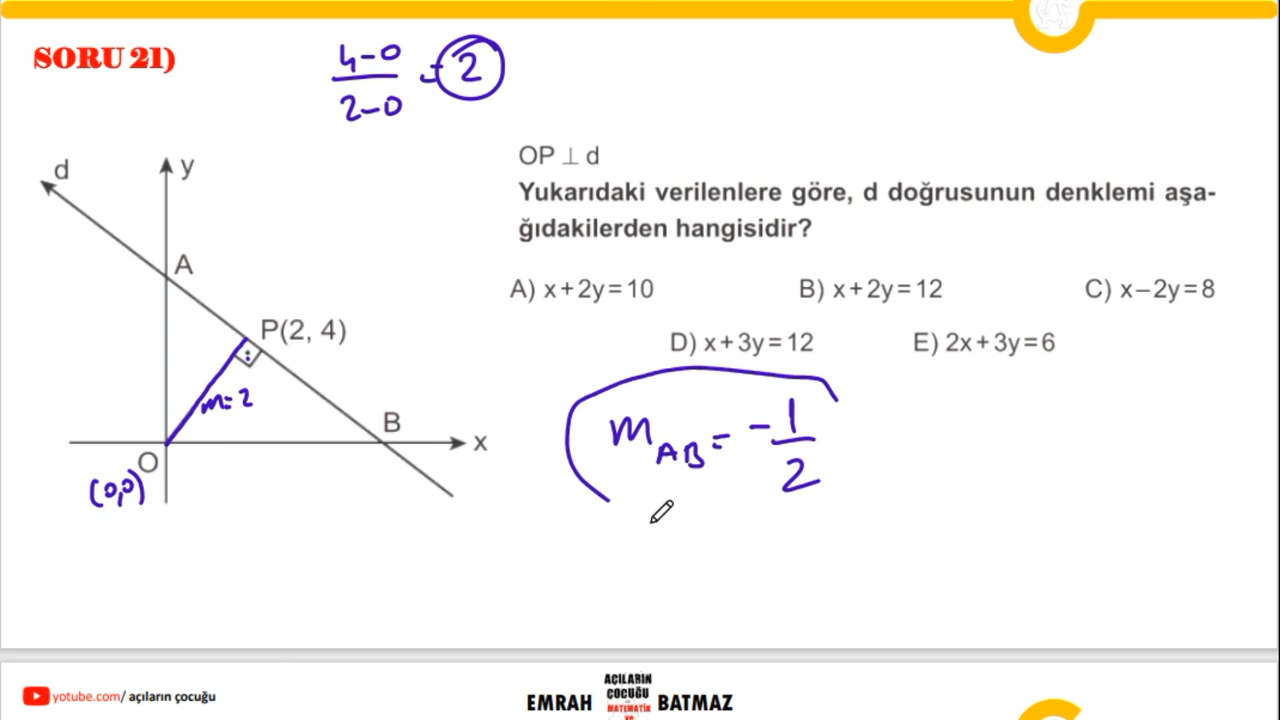 SORU 21)
4-0
2-0
= 2
OP ⊥ d
Yukarıdaki verilenlere göre, d doğrusunun denklemi aşa-
ğıdakilerden hangisidir?
A) x+2y=10 B) x+2y=12 C) x-2y=8
D) x+3y=12 E) 2x+3y=6
d
y
A
P(2, 4)
m=2
B
x
O
(0,0)
m AB = - 1
2
yotube.com/ açıların çocuğu
EMRAH
AÇILARIN
ÇOCUĞU
MATEMATİK
ve
BATMAZ